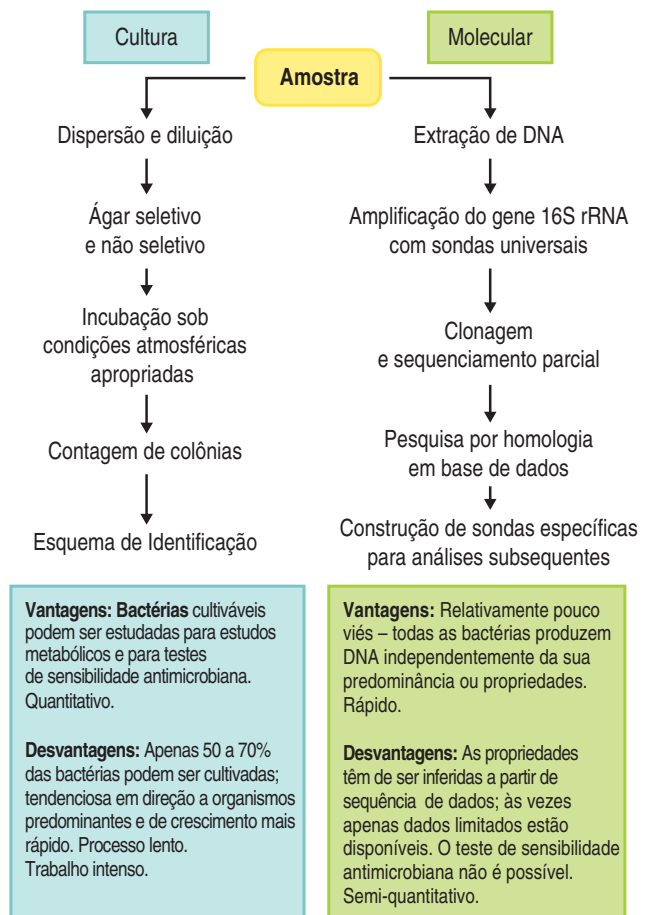 Cultura
Molecular
Amostra
Dispersão e diluição
Ágar seletivo
e não seletivo
Incubação sob
condições atmosféricas
apropriadas
Contagem de colônias
Esquema de Identificação
Extração de DNA
Amplificação do gene 16S rRNA
com sondas universais
Clonagem
e sequenciamento parcial
Pesquisa por homologia
em base de dados
Construção de sondas específicas
para análises subsequentes
Vantagens: Bactérias cultiváveis
podem ser estudadas para estudos
metabólicos e para testes
de sensibilidade antimicrobiana.
Quantitativo.
Desvantagens: Apenas 50 a 70%
das bactérias podem ser cultivadas;
tendenciosa em direção a organismos
predominantes e de crescimento mais
rápido. Processo lento.
Trabalho intenso.
Vantagens: Relativamente pouco
viés – todas as bactérias produzem
DNA independentemente da sua
predominância ou propriedades.
Rápido.
Desvantagens: As propriedades
têm de ser inferidas a partir de
sequência de dados; às vezes
apenas dados limitados estão
disponíveis. O teste de sensibilidade
antimicrobiana não é possível.
Semi-quantitativo.